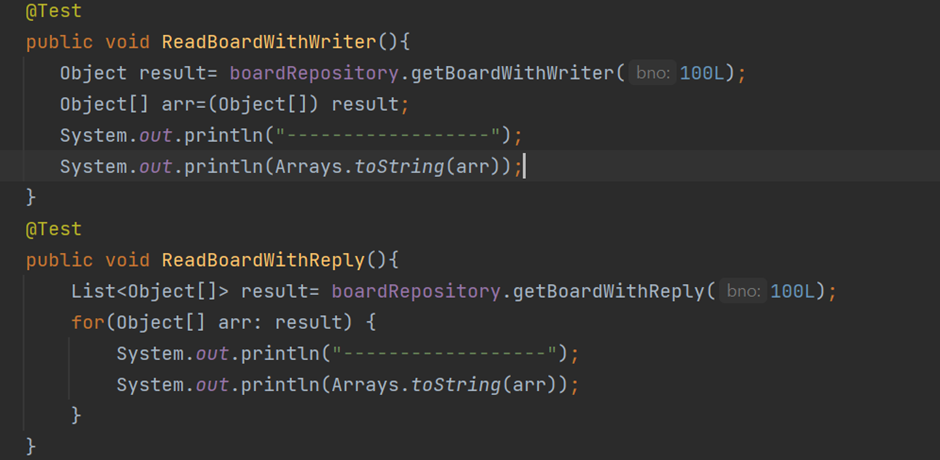 @Test
public void ReadBoardWithWriter(){
Object result= boardRepository.getBoardWithWriter( bno: 100L);
Object[] arr=(Object[]) result;
System.out.println("------------------");
System.out.println(Arrays.toString(arr));
}
@Test
public void ReadBoardWithReply(){
List<Object[]> result= boardRepository.getBoardWithReply( bno: 100L);
for(Object[] arr: result) {
System.out.println("------------------");
System.out.println(Arrays.toString(arr));
}
}